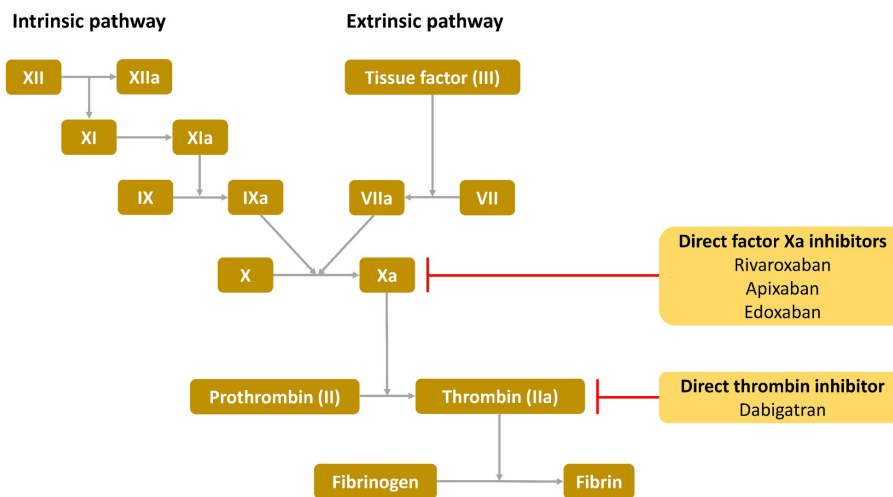 Intrinsic pathway
Extrinsic pathway
XII
XIIa
Tissue factor (III)
XI
XIa
IX
IXa
VIIa
VII
X
Xa
Direct factor Xa inhibitors
Rivaroxaban
Apixaban
Edoxaban
Prothrombin (II)
Thrombin (IIa)
Direct thrombin inhibitor
Dabigatran
Fibrinogen
Fibrin